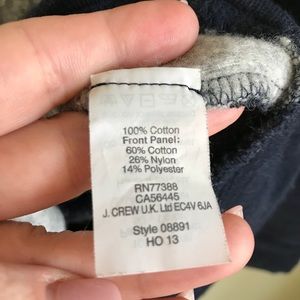 100% Cotton
Front Panel:
60% Cotton
26% Nylon
14% Polyester
RN77388
CA56445
J. CREW U.K. Ltd EC4V 6JA
Style 08891
HO 13